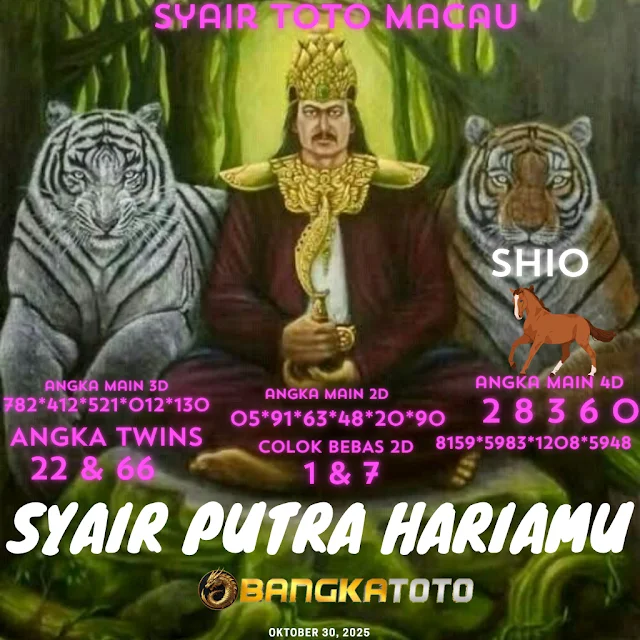 SYAIR TOTO MACAU
SHIO
ANGKA MAIN 3D
782*412*521*012*130
ANGKA TWINS
22 & 66
ANGKA MAIN 2D
05*91*63*48*20*90
COLOK BEBAS 2D
1 & 7
ANGKA MAIN 4D
2 8 3 6 0
8159*5983*1208*5948
SYAIR PUTRA HARIAMU
BANGKATOTO
OKTOBER 30, 2025